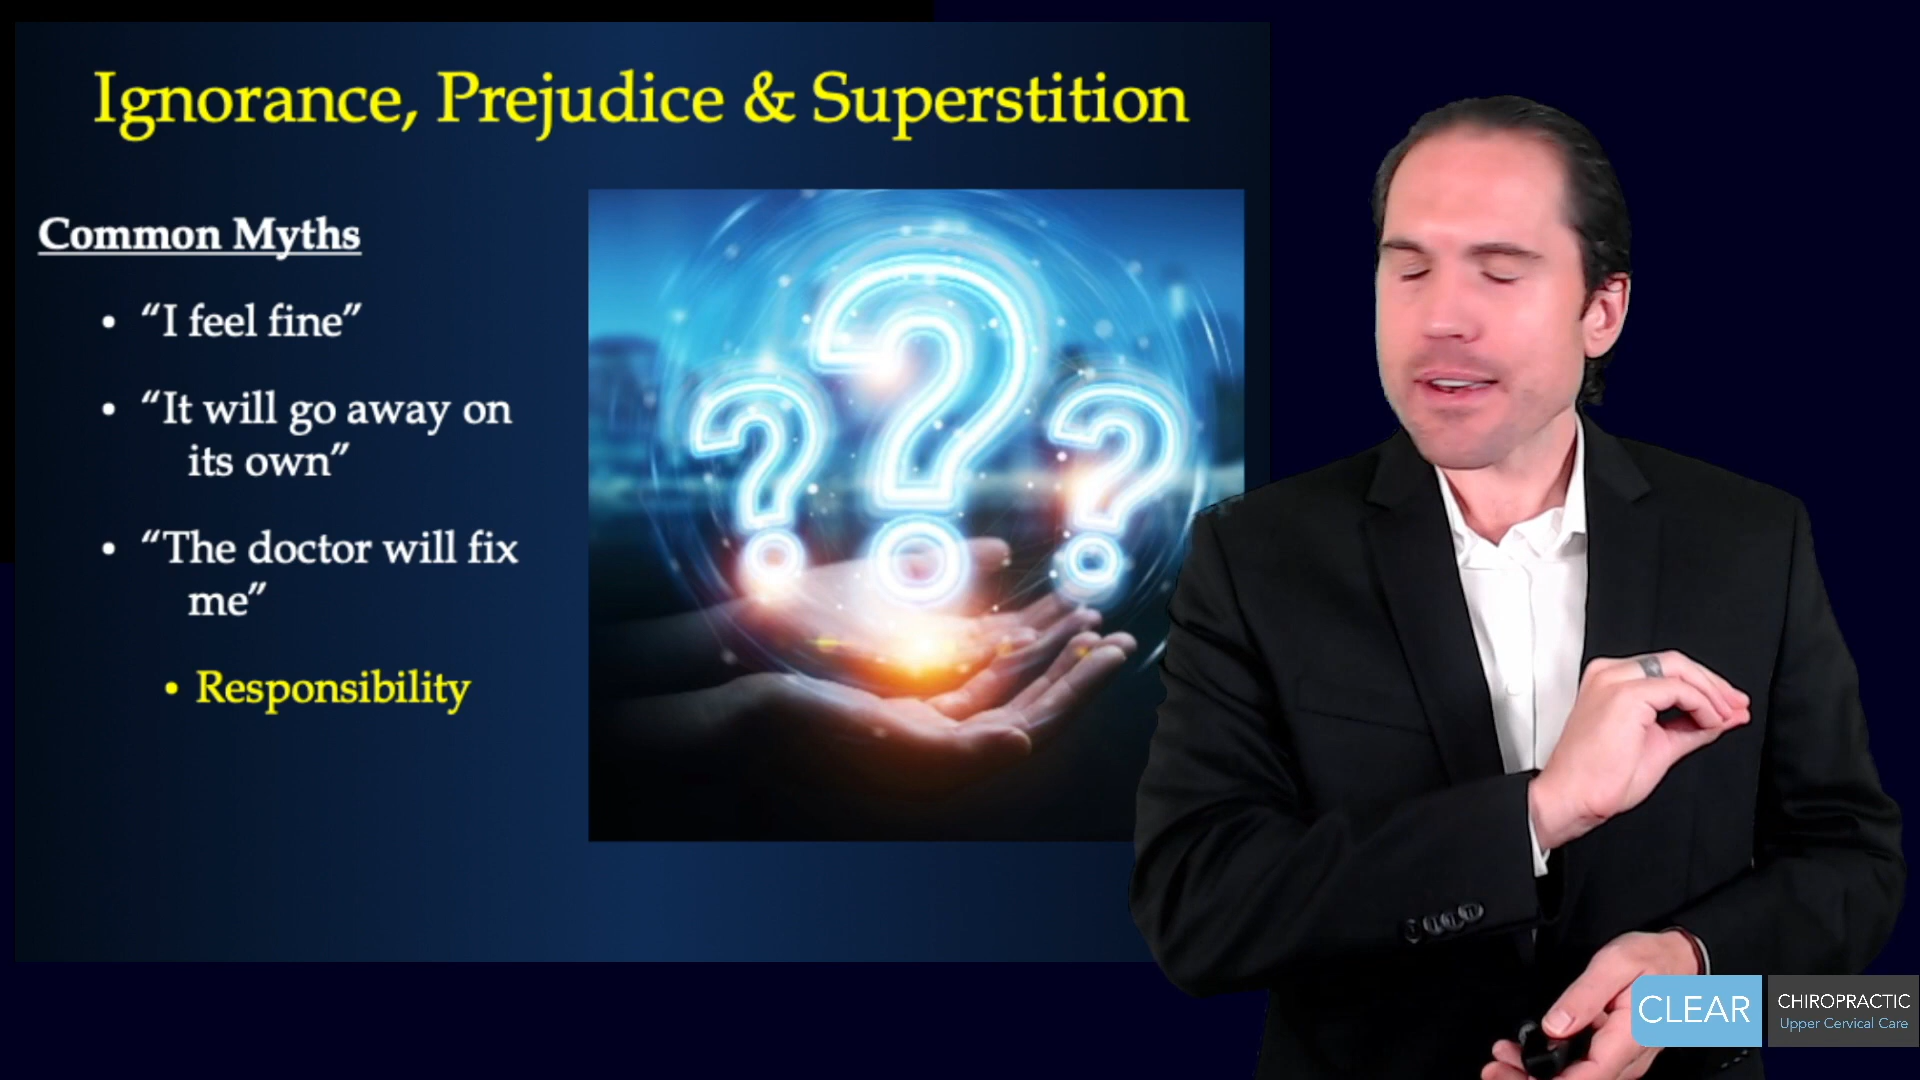 Ignorance, Prejudice & Superstition
Common Myths
• “I feel fine”
• “It will go away on
its own”
• “The doctor will fix
me”
• Responsibility
CLEAR
CHIROPRACTIC
Upper Cervical Care